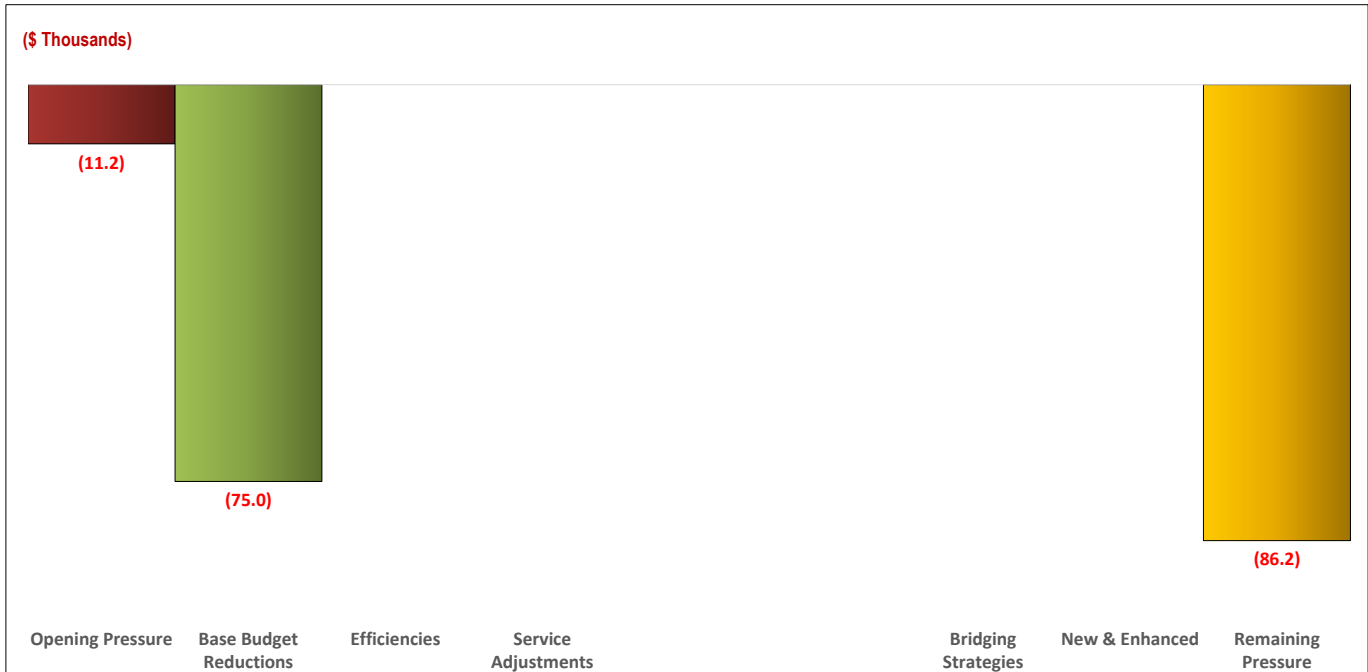 ($ Thousands)
(11.2)
(75.0)
(86.2)
Opening Pressure
Base Budget
Reductions
Efficiencies
Service
Adjustments
Bridging
Strategies
New & Enhanced
Remaining
Pressure